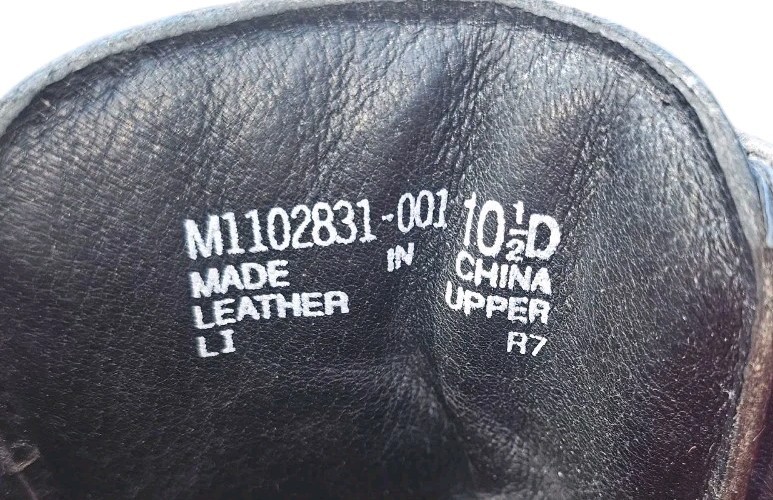 M1102831-001 10½D
MADE IN CHINA
LEATHER UPPER
LI R7